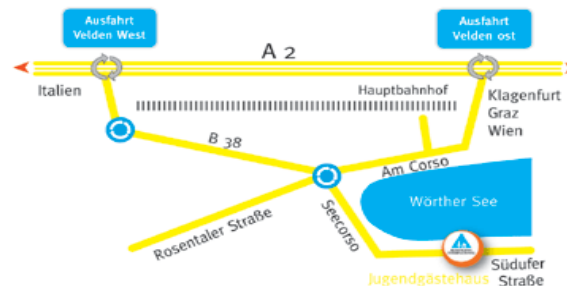 Ausfahrt
Velden West
Ausfahrt
Velden ost
A 2
Italien
Hauptbahnhof
Klagenfurt
Graz
Wien
B 38
Am Corso
Wörther See
Rosentaler Straße
Seecorso
Jugendgästehaus
Südufer
Straße